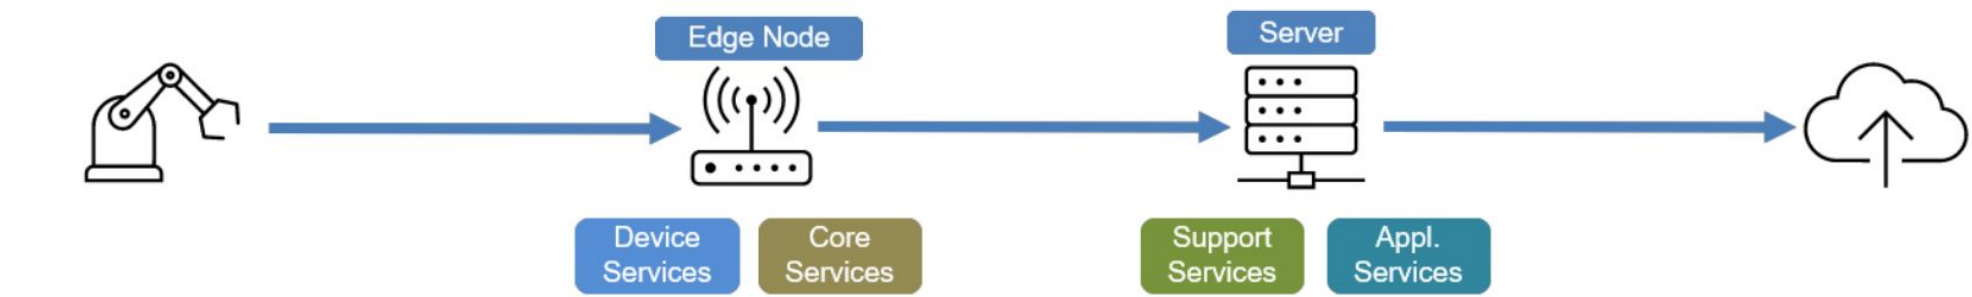 Edge Node
Server
Device
Services
Core
Services
Support
Services
Appl.
Services